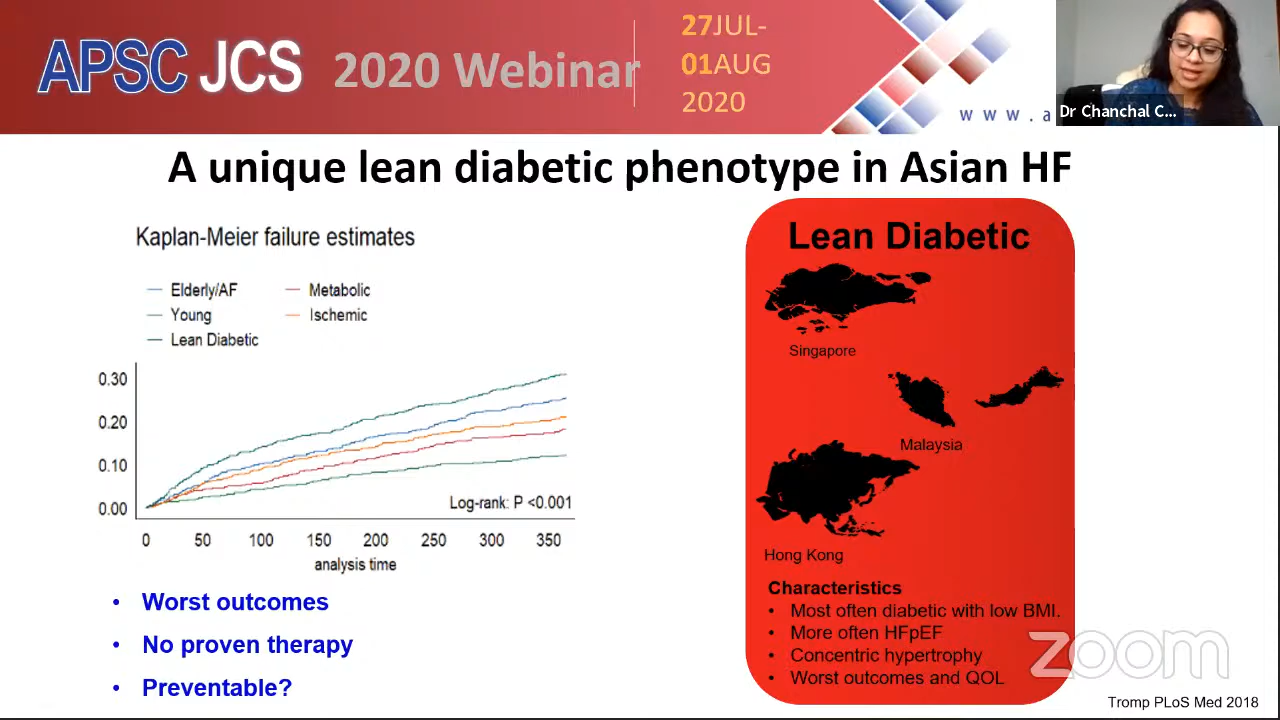 APSC JCS 2020 Webinar
27JUL-
01AUG
2020
www.a
Dr Chanchal C...
A unique lean diabetic phenotype in Asian HF
Kaplan-Meier failure estimates
Elderly/AF
Metabolic
Young
Ischemic
Lean Diabetic
0.30
0.20
0.10
0.00
Log-rank: P <0.001
0 50 100 150 200 250 300 350
analysis time
• Worst outcomes
• No proven therapy
• Preventable?
Lean Diabetic
Singapore
Malaysia
Hong Kong
Characteristics
• Most often diabetic with low BMI.
• More often HFpEF
• Concentric hypertrophy
• Worst outcomes and QOL
zoom
Tromp PLoS Med 2018